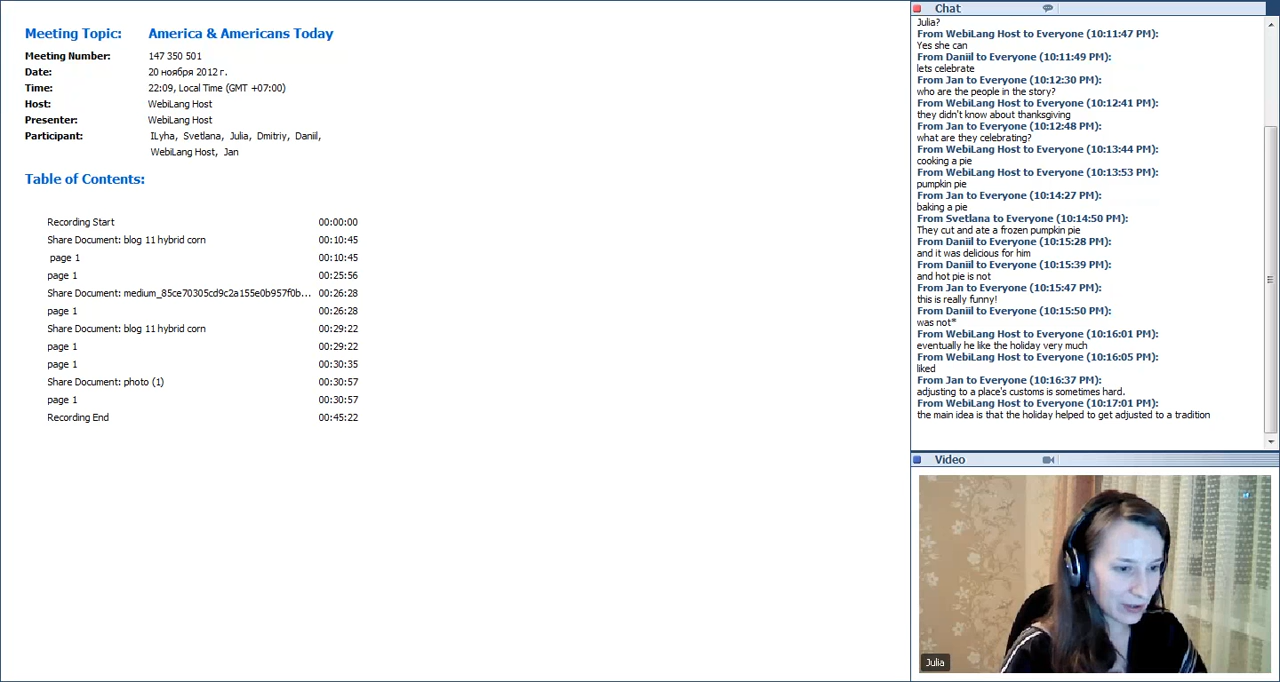 Meeting Topic: America & Americans Today
Meeting Number: 147 350 501
Date: 20 ноября 2012 г.
Time: 22:09, Local Time (GMT +07:00)
Host: WebiLang Host
Presenter: WebiLang Host
Participant: ILyha, Svetlana, Julia, Dmitriy, Daniil,
WebiLang Host, Jan
Table of Contents:
Recording Start 00:00:00
Share Document: blog 11 hybrid corn 00:10:45
page 1 00:10:45
page 1 00:25:56
Share Document: medium_85ce70305cd9c2a155e0b957f0b... 00:26:28
page 1 00:26:28
Share Document: blog 11 hybrid corn 00:29:22
page 1 00:29:22
page 1 00:30:35
Share Document: photo (1) 00:30:57
page 1 00:30:57
Recording End 00:45:22
Chat
Julia?
From WebiLang Host to Everyone (10:11:47 PM):
Yes she can
From Daniil to Everyone (10:11:49 PM):
lets celebrate
From Jan to Everyone (10:12:30 PM):
who are the people in the story?
From WebiLang Host to Everyone (10:12:41 PM):
they didn't know about thanksgiving
From Jan to Everyone (10:12:48 PM):
what are they celebrating?
From WebiLang Host to Everyone (10:13:44 PM):
cooking a pie
From WebiLang Host to Everyone (10:13:53 PM):
pumpkin pie
From Jan to Everyone (10:14:27 PM):
baking a pie
From Svetlana to Everyone (10:14:50 PM):
They cut and ate a frozen pumpkin pie
From Daniil to Everyone (10:15:28 PM):
and it was delicious for him
From Daniil to Everyone (10:15:39 PM):
and hot pie is not
From Jan to Everyone (10:15:47 PM):
this is really funny!
From Daniil to Everyone (10:15:50 PM):
was not*
From WebiLang Host to Everyone (10:16:01 PM):
eventually he like the holiday very much
From WebiLang Host to Everyone (10:16:05 PM):
liked
From Jan to Everyone (10:16:37 PM):
adjusting to a place's customs is sometimes hard.
From WebiLang Host to Everyone (10:17:01 PM):
the main idea is that the holiday helped to get adjusted to a tradition
Video
Julia